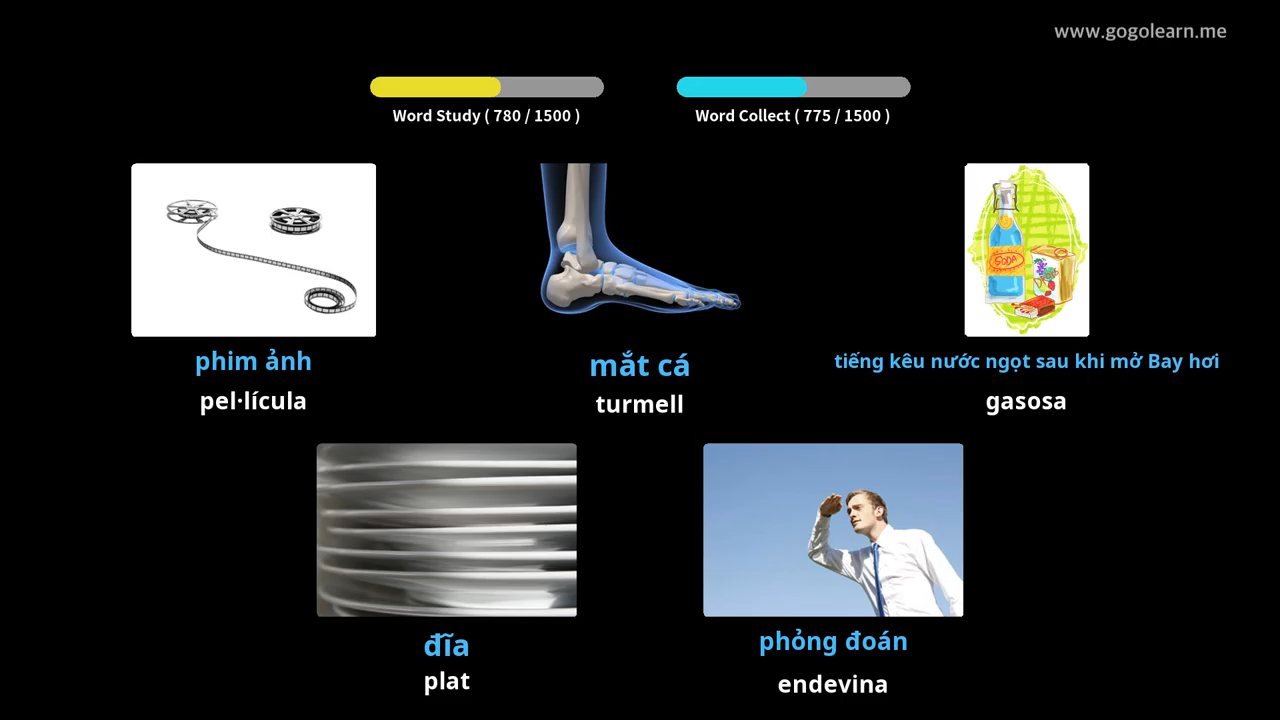 www.gogolearn.me
Word Study ( 780 / 1500 )
Word Collect ( 775 / 1500 )
SODA
phim ảnh
pel·lícula
mắt cá
turmell
tiếng kêu nước ngọt sau khi mở Bay hơi
gasosa
đĩa
plat
phỏng đoán
endevina